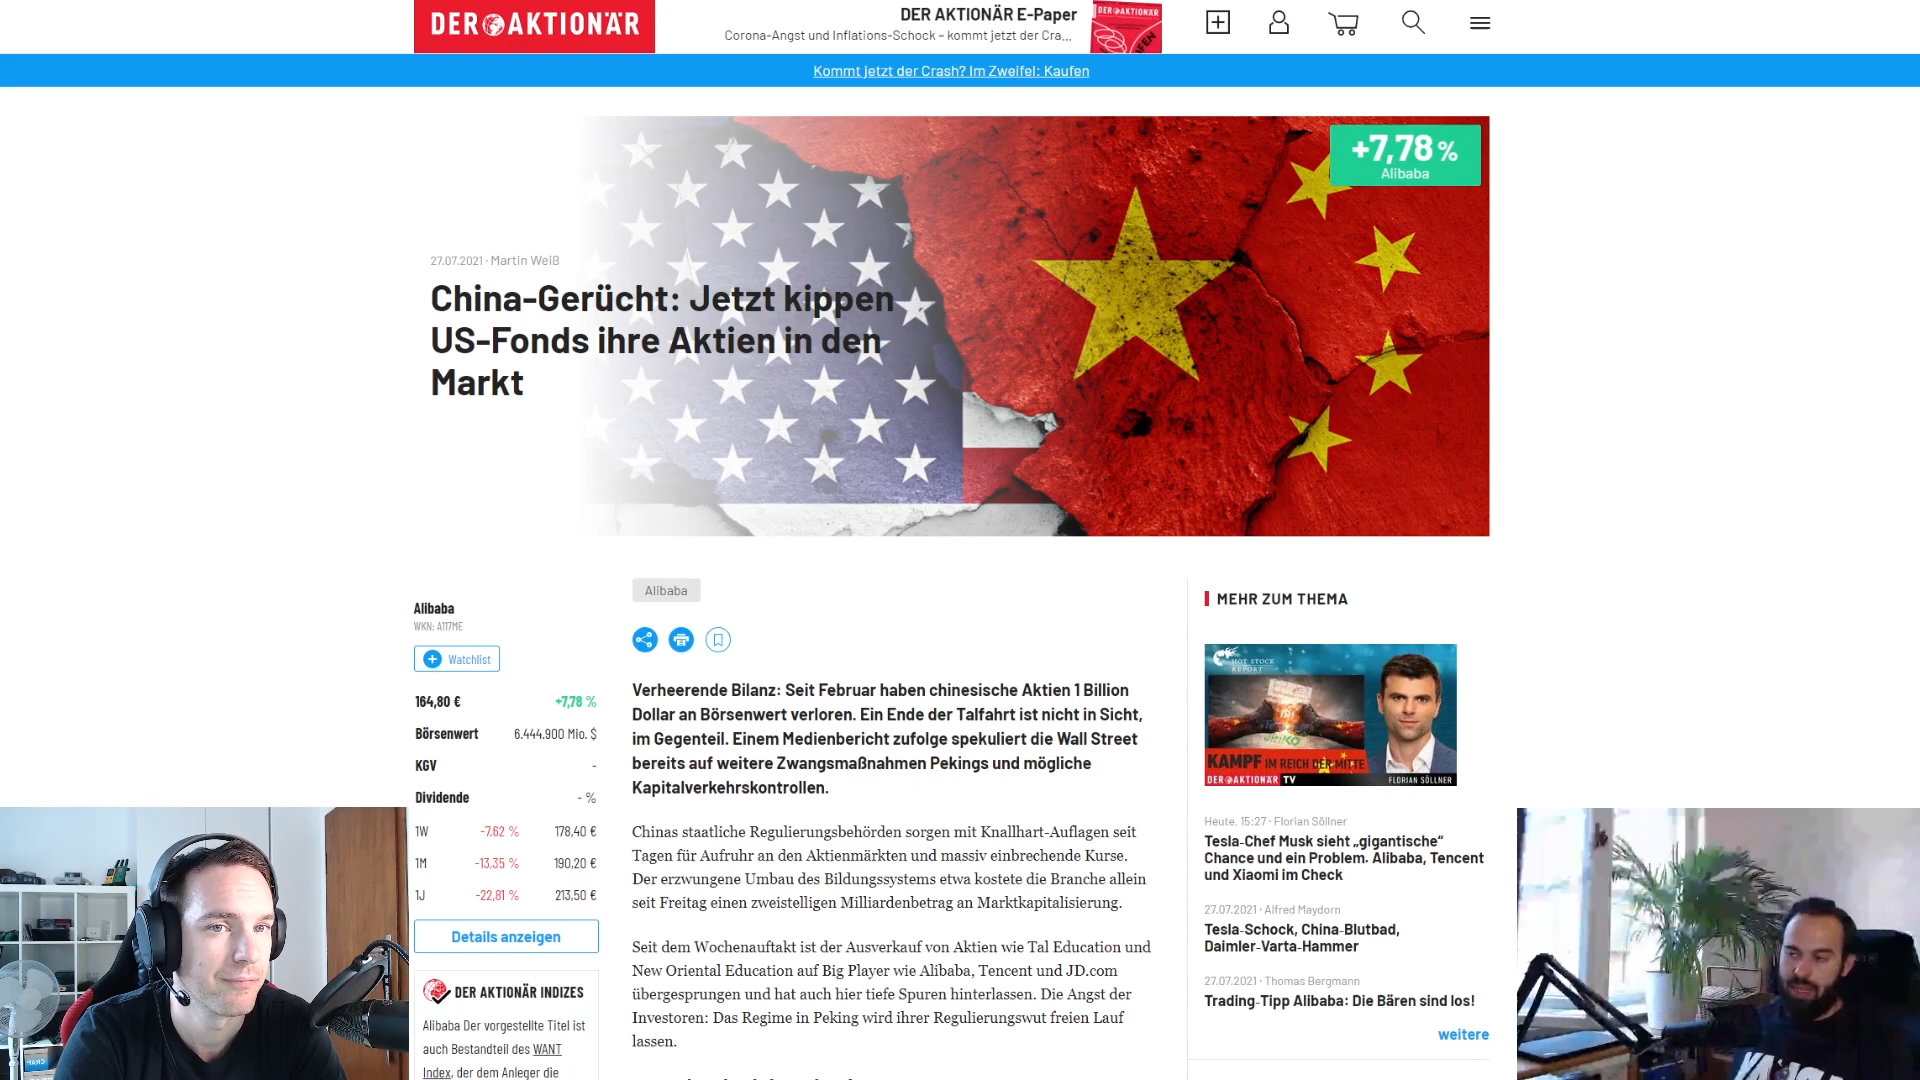 DER AKTIONÄR
DER AKTIONÄR E-Paper
Corona-Angst und Inflations-Schock – kommt jetzt der Cra...
DER AKTIONÄR
Kommt jetzt der Crash? Im Zweifel: Kaufen
+7,78 %
Alibaba
27.07.2021 · Martin Weiß
China-Gerücht: Jetzt kippen
US-Fonds ihre Aktien in den
Markt
Alibaba
WKN: A117ME
Watchlist
164,80 € +7,78 %
Börsenwert 6.444.900 Mio. $
KGV -
Dividende - %
1W -7,62 % 178,40 €
1M -13,35 % 190,20 €
1J -22,81 % 213,50 €
Details anzeigen
DER AKTIONÄR INDIZES
Alibaba Der vorgestellte Titel ist
auch Bestandteil des WANT
Index, der dem Anleger die
Alibaba
Verheerende Bilanz: Seit Februar haben chinesische Aktien 1 Billion
Dollar an Börsenwert verloren. Ein Ende der Talfahrt ist nicht in Sicht,
im Gegenteil. Einem Medienbericht zufolge spekuliert die Wall Street
bereits auf weitere Zwangsmaßnahmen Pekings und mögliche
Kapitalverkehrskontrollen.
Chinas staatliche Regulierungsbehörden sorgen mit Knallhart-Auflagen seit
Tagen für Aufruhr an den Aktienmärkten und massiv einbrechende Kurse.
Der erzwungene Umbau des Bildungssystems etwa kostete die Branche allein
seit Freitag einen zweistelligen Milliardenbetrag an Marktkapitalisierung.
Seit dem Wochenauftakt ist der Ausverkauf von Aktien wie Tal Education und
New Oriental Education auf Big Player wie Alibaba, Tencent und JD.com
übergesprungen und hat auch hier tiefe Spuren hinterlassen. Die Angst der
Investoren: Das Regime in Peking wird ihrer Regulierungswut freien Lauf
lassen.
MEHR ZUM THEMA
HOT STOCK
REPORT
KAMPF IM REICH DER MITTE
DER AKTIONÄR TV
FLORIAN SÖLLNER
Heute, 15:27 · Florian Söllner
Tesla-Chef Musk sieht „gigantische“
Chance und ein Problem. Alibaba, Tencent
und Xiaomi im Check
27.07.2021 · Alfred Maydorn
Tesla-Schock, China-Blutbad,
Daimler-Varta-Hammer
27.07.2021 · Thomas Bergmann
Trading-Tipp Alibaba: Die Bären sind los!
weitere